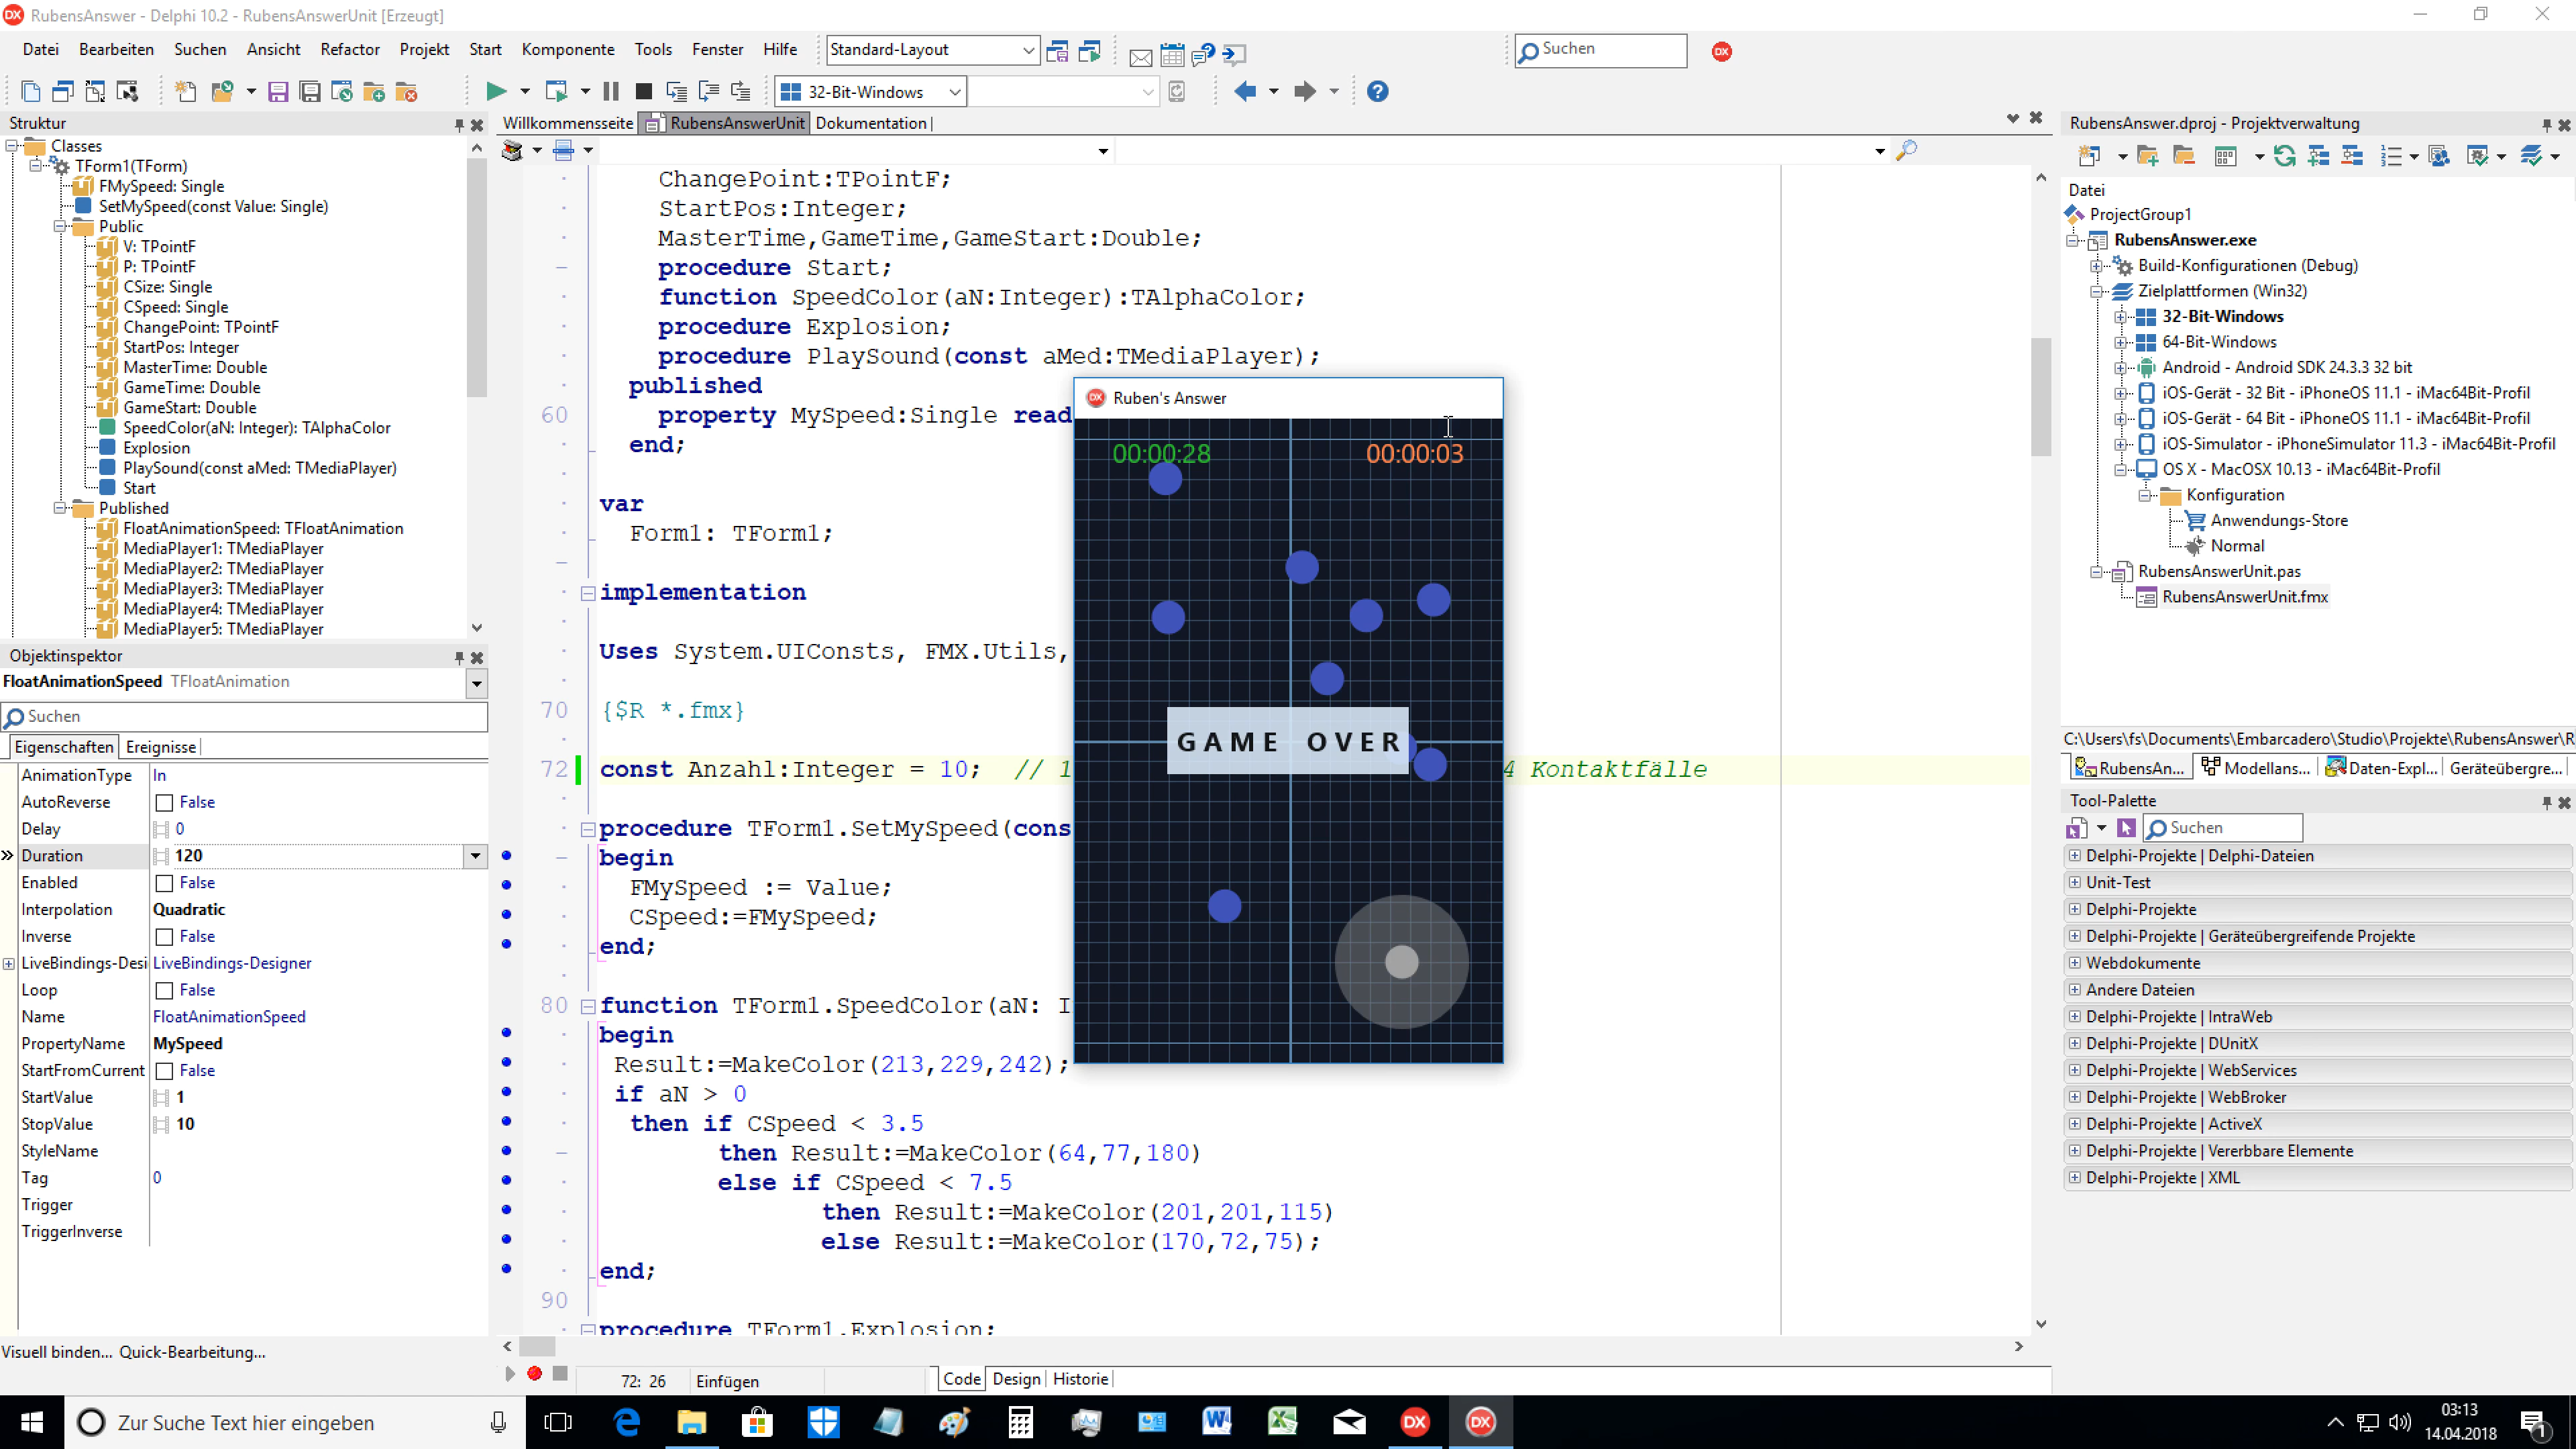 RubensAnswer - Delphi 10.2 - RubensAnswerUnit [Erzeugt]
Datei Bearbeiten Suchen Ansicht Refactor Projekt Start Komponente Tools Fenster Hilfe Standard-Layout Suchen
32-Bit-Windows
Struktur
Classes
TForm1(TForm)
FMySpeed: Single
SetMySpeed(const Value: Single)
Public
V: TPointF
P: TPointF
CSize: Single
CSpeed: Single
ChangePoint: TPointF
StartPos: Integer
MasterTime: Double
GameTime: Double
GameStart: Double
SpeedColor(aN: Integer): TAlphaColor
Explosion
PlaySound(const aMed: TMediaPlayer)
Start
Published
FloatAnimationSpeed: TFloatAnimation
MediaPlayer1: TMediaPlayer
MediaPlayer2: TMediaPlayer
MediaPlayer3: TMediaPlayer
MediaPlayer4: TMediaPlayer
MediaPlayer5: TMediaPlayer
Objektinspektor
FloatAnimationSpeed TFloatAnimation
Suchen
Eigenschaften Ereignisse
AnimationType In
AutoReverse False
Delay 0
Duration 120
Enabled False
Interpolation Quadratic
Inverse False
LiveBindings-Desi LiveBindings-Designer
Loop False
Name FloatAnimationSpeed
PropertyName MySpeed
StartFromCurrent False
StartValue 1
StopValue 10
StyleName
Tag 0
Trigger
TriggerInverse
Visuell binden... Quick-Bearbeitung...
Willkommensseite RubensAnswerUnit Dokumentation
ChangePoint:TPointF;
StartPos:Integer;
MasterTime,GameTime,GameStart:Double;
procedure Start;
function SpeedColor(aN:Integer):TAlphaColor;
procedure Explosion;
procedure PlaySound(const aMed:TMediaPlayer);
published
60 property MySpeed:Single read
end;
var
Form1: TForm1;
implementation
Uses System.UIConsts, FMX.Utils,
70 {$R *.fmx}
72 const Anzahl:Integer = 10; // 1 4 Kontaktfälle
procedure TForm1.SetMySpeed(cons
begin
FMySpeed := Value;
CSpeed:=FMySpeed;
end;
80 function TForm1.SpeedColor(aN: I
begin
Result:=MakeColor(213,229,242);
if aN > 0
then if CSpeed < 3.5
then Result:=MakeColor(64,77,180)
else if CSpeed < 7.5
then Result:=MakeColor(201,201,115)
else Result:=MakeColor(170,72,75);
end;
90
procedure TForm1.Explosion;
72: 26 Einfügen Code Design Historie
Ruben's Answer
00:00:28 00:00:03
GAME OVER
RubensAnswer.dproj - Projektverwaltung
Datei
ProjectGroup1
RubensAnswer.exe
Build-Konfigurationen (Debug)
Zielplattformen (Win32)
32-Bit-Windows
64-Bit-Windows
Android - Android SDK 24.3.3 32 bit
iOS-Gerät - 32 Bit - iPhoneOS 11.1 - iMac64Bit-Profil
iOS-Gerät - 64 Bit - iPhoneOS 11.1 - iMac64Bit-Profil
iOS-Simulator - iPhoneSimulator 11.3 - iMac64Bit-Profil
OS X - MacOSX 10.13 - iMac64Bit-Profil
Konfiguration
Anwendungs-Store
Normal
RubensAnswerUnit.pas
RubensAnswerUnit.fmx
C:\Users\fs\Documents\Embarcadero\Studio\Projekte\RubensAnswer\R
RubensAn... Modellans... Daten-Expl... Geräteübergre...
Tool-Palette
Suchen
Delphi-Projekte | Delphi-Dateien
Unit-Test
Delphi-Projekte
Delphi-Projekte | Geräteübergreifende Projekte
Webdokumente
Andere Dateien
Delphi-Projekte | IntraWeb
Delphi-Projekte | DUnitX
Delphi-Projekte | WebServices
Delphi-Projekte | WebBroker
Delphi-Projekte | ActiveX
Delphi-Projekte | Vererbbare Elemente
Delphi-Projekte | XML
Zur Suche Text hier eingeben
DX DX
03:13
14.04.2018
1